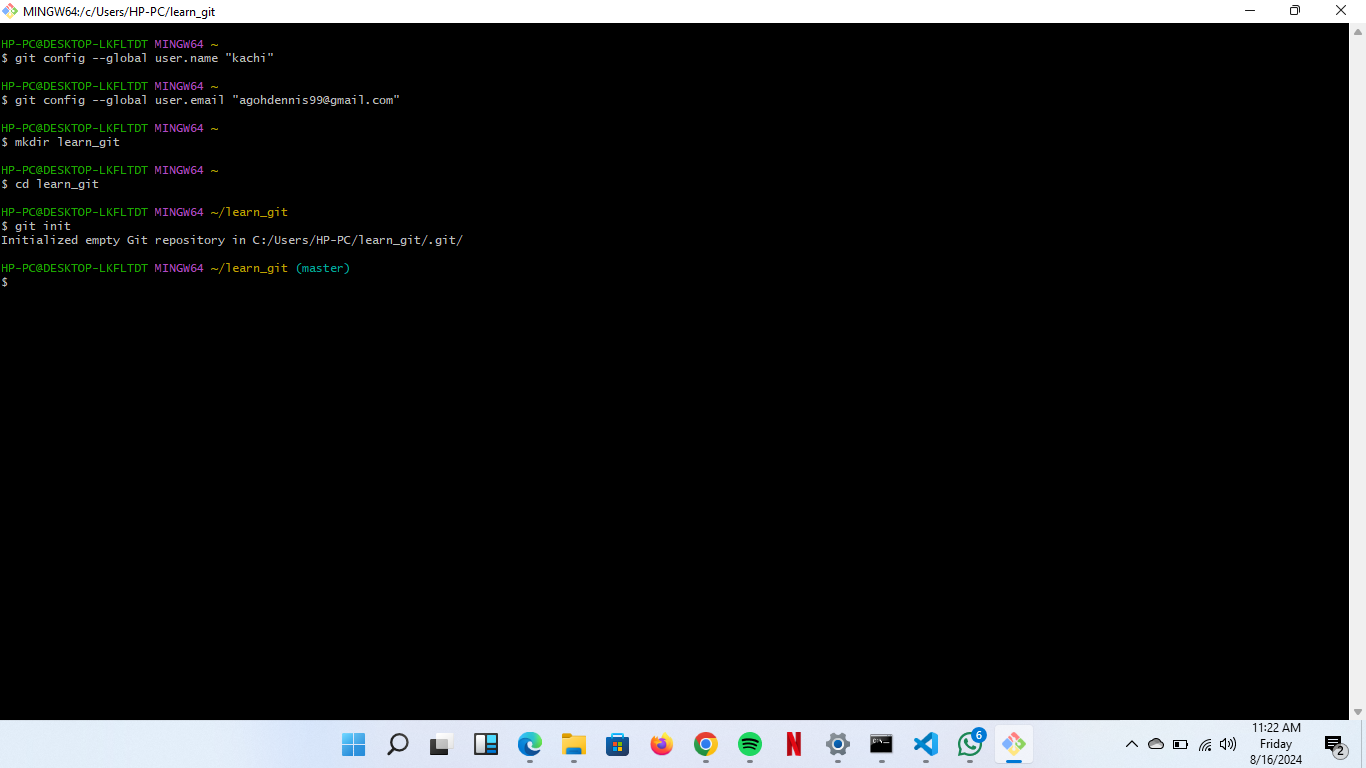 MINGW64:/c/Users/HP-PC/learn_git
HP-PC@DESKTOP-LKFLTDT MINGW64 ~
$ git config --global user.name "kachi"
HP-PC@DESKTOP-LKFLTDT MINGW64 ~
$ git config --global user.email "agohdennis99@gmail.com"
HP-PC@DESKTOP-LKFLTDT MINGW64 ~
$ mkdir learn_git
HP-PC@DESKTOP-LKFLTDT MINGW64 ~
$ cd learn_git
HP-PC@DESKTOP-LKFLTDT MINGW64 ~/learn_git
$ git init
Initialized empty Git repository in C:/Users/HP-PC/learn_git/.git/
HP-PC@DESKTOP-LKFLTDT MINGW64 ~/learn_git (master)
$
6
11:22 AM
Friday
8/16/2024
2